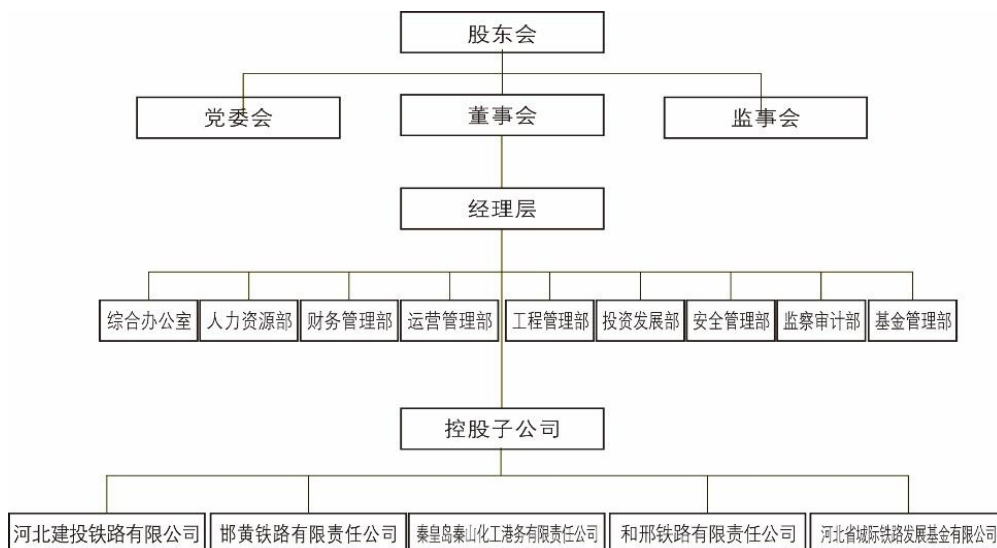 股东会
党委会 董事会 监事会
经理层
综合办公室 人力资源部 财务管理部 运营管理部 工程管理部 投资发展部 安全管理部 监察审计部 基金管理部
控股子公司
河北建投铁路有限公司 邯黄铁路有限责任公司 秦皇岛秦山化工港务有限责任公司 和邢铁路有限责任公司 河北省城际铁路发展基金有限公司